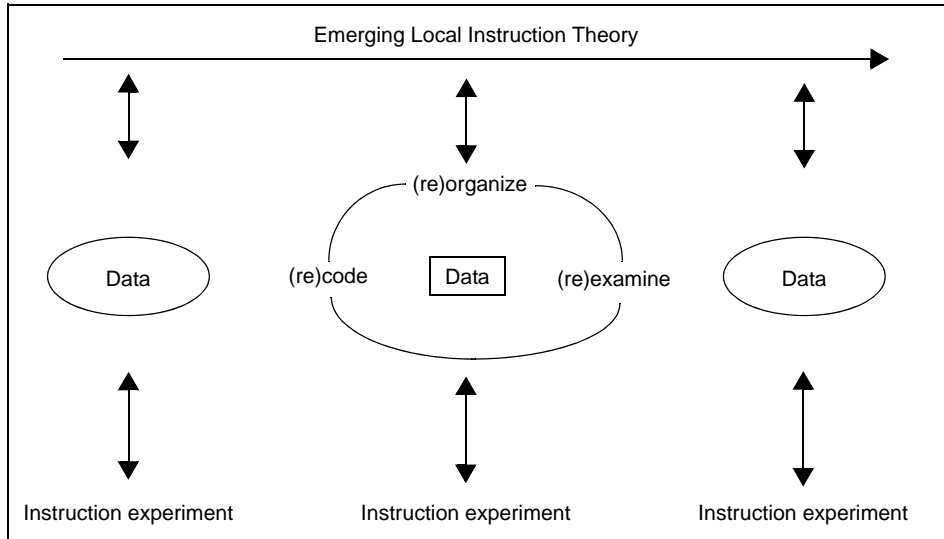 Emerging Local Instruction Theory
(re)organize
Data
(re)code
Data
(re)examine
Data
Instruction experiment
Instruction experiment
Instruction experiment